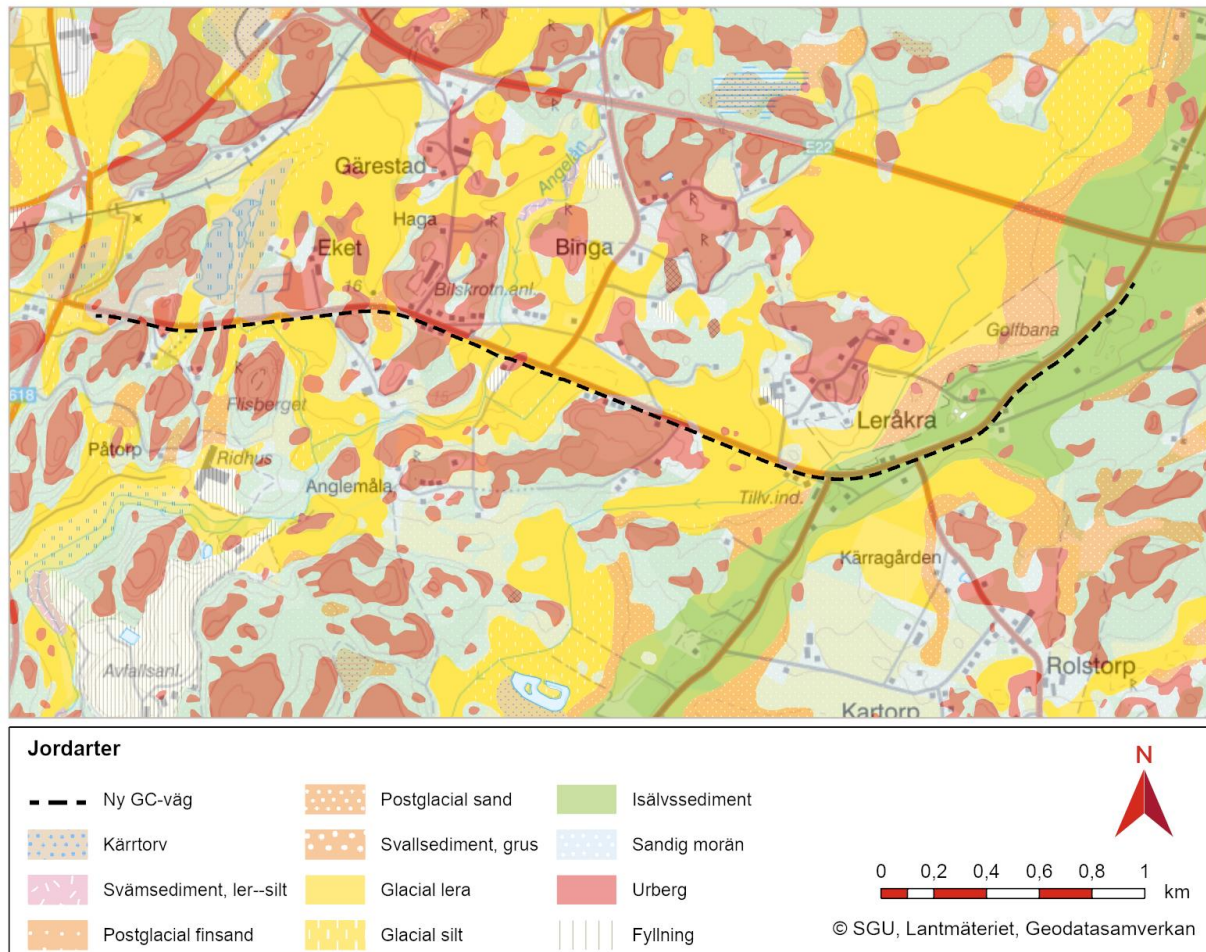 E22
Gärestad
Angelån
Haga
Eket
Binga
16
Bilskrotn.anl.
Golfbana
618
Flisberget
15
Leråkra
Påtorp
Ridhus
Anglemåla
Tillv.ind.
Kärragården
Avfallsanl.
Rolstorp
Kartorp
Jordarter
Ny GC-väg
Kärrtorv
Svämsediment, ler--silt
Postglacial finsand
Postglacial sand
Svallsediment, grus
Glacial lera
Glacial silt
Isälvssediment
Sandig morän
Urberg
Fyllning
N
0 0,2 0,4 0,6 0,8 1
km
© SGU, Lantmäteriet, Geodatasamverkan